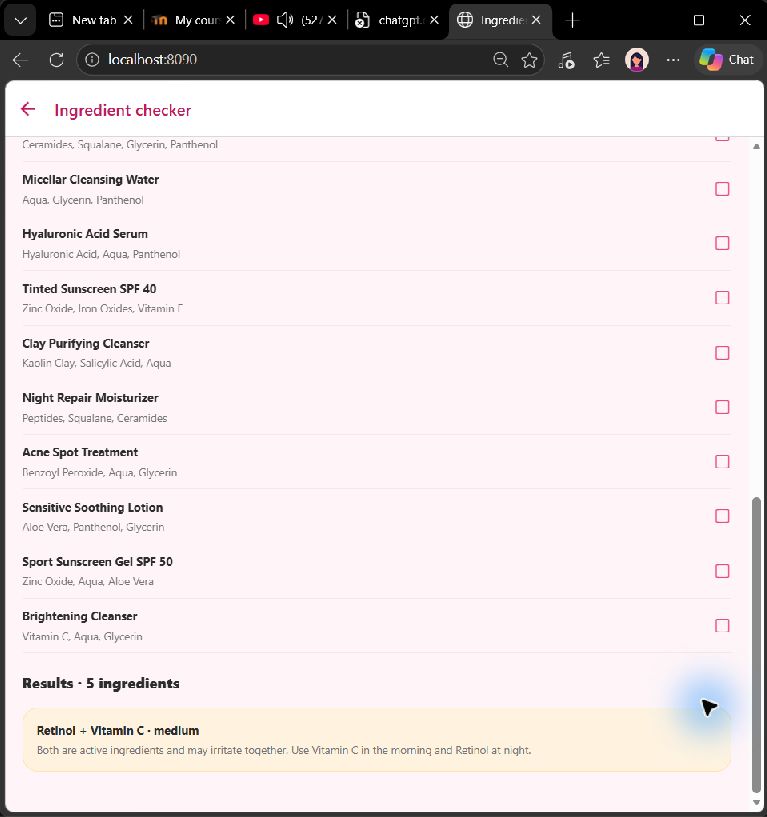 New tab
My cour
(527
chatgpt.
Ingredie
localhost:8090
Chat
Ingredient checker
Ceramides, Squalane, Glycerin, Panthenol
Micellar Cleansing Water
Aqua, Glycerin, Panthenol
Hyaluronic Acid Serum
Hyaluronic Acid, Aqua, Panthenol
Tinted Sunscreen SPF 40
Zinc Oxide, Iron Oxides, Vitamin E
Clay Purifying Cleanser
Kaolin Clay, Salicylic Acid, Aqua
Night Repair Moisturizer
Peptides, Squalane, Ceramides
Acne Spot Treatment
Benzoyl Peroxide, Aqua, Glycerin
Sensitive Soothing Lotion
Aloe Vera, Panthenol, Glycerin
Sport Sunscreen Gel SPF 50
Zinc Oxide, Aqua, Aloe Vera
Brightening Cleanser
Vitamin C, Aqua, Glycerin
Results · 5 ingredients
Retinol + Vitamin C · medium
Both are active ingredients and may irritate together. Use Vitamin C in the morning and Retinol at night.